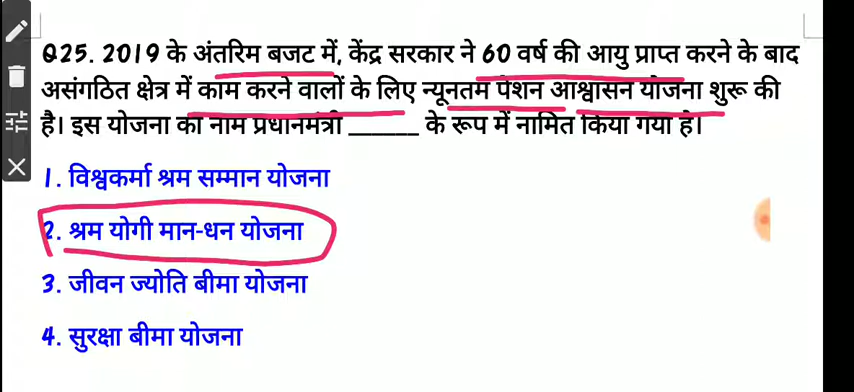 Q25. 2019 के अंतरिम बजट में, केंद्र सरकार ने 60 वर्ष की आयु प्राप्त करने के बाद
असंगठित क्षेत्र में काम करने वालों के लिए न्यूनतम पेंशन आश्वासन योजना शुरू की
है। इस योजना का नाम प्रधानमंत्री ______ के रूप में नामित किया गया है।
1. विश्वकर्मा श्रम सम्मान योजना
2. श्रम योगी मान-धन योजना
3. जीवन ज्योति बीमा योजना
4. सुरक्षा बीमा योजना